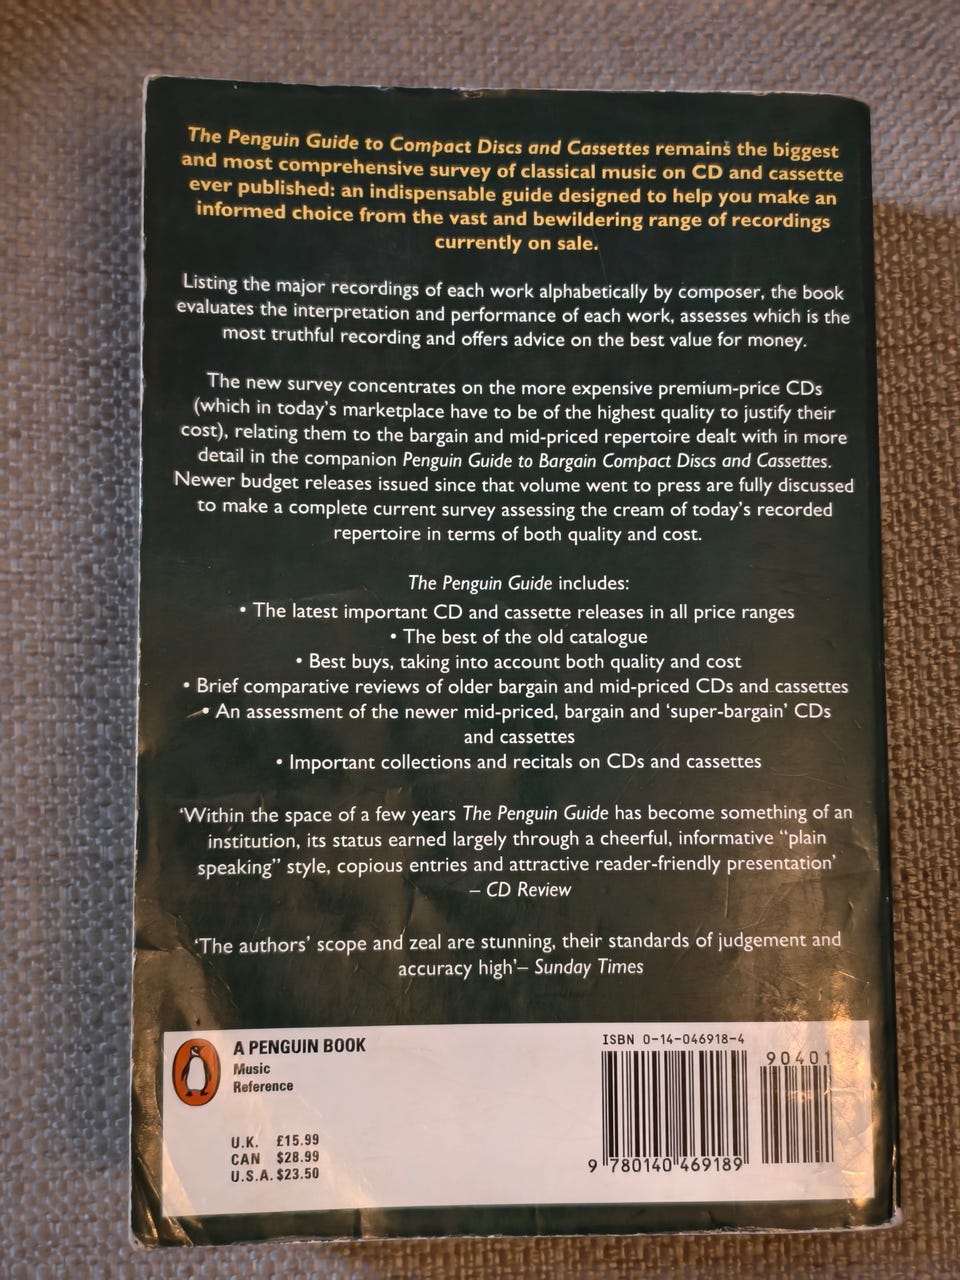 The Penguin Guide to Compact Discs and Cassettes remains the biggest
and most comprehensive survey of classical music on CD and cassette
ever published: an indispensable guide designed to help you make an
informed choice from the vast and bewildering range of recordings
currently on sale.
Listing the major recordings of each work alphabetically by composer, the book
evaluates the interpretation and performance of each work, assesses which is the
most truthful recording and offers advice on the best value for money.
The new survey concentrates on the more expensive premium-price CDs
(which in today's marketplace have to be of the highest quality to justify their
cost), relating them to the bargain and mid-priced repertoire dealt with in more
detail in the companion Penguin Guide to Bargain Compact Discs and Cassettes.
Newer budget releases issued since that volume went to press are fully discussed
to make a complete current survey assessing the cream of today's recorded
repertoire in terms of both quality and cost.
The Penguin Guide includes:
• The latest important CD and cassette releases in all price ranges
• The best of the old catalogue
• Best buys, taking into account both quality and cost
• Brief comparative reviews of older bargain and mid-priced CDs and cassettes
• An assessment of the newer mid-priced, bargain and 'super-bargain' CDs
and cassettes
• Important collections and recitals on CDs and cassettes
'Within the space of a few years The Penguin Guide has become something of an
institution, its status earned largely through a cheerful, informative "plain
speaking" style, copious entries and attractive reader-friendly presentation'
– CD Review
'The authors' scope and zeal are stunning, their standards of judgement and
accuracy high'– Sunday Times
A PENGUIN BOOK
Music
Reference
U.K. £15.99
CAN $28.99
U.S.A. $23.50
ISBN 0-14-046918-4
90401
9 780140 469189